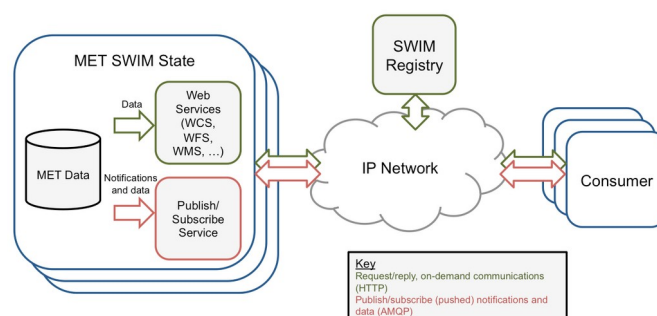 MET SWIM State
SWIM
Registry
Data
Web
Services
(WCS,
WFS,
WMS, ...)
MET Data
Notifications
and data
Publish/
Subscribe
Service
IP Network
Consumer
Key
Request/reply, on-demand communications
(HTTP)
Publish/subscribe (pushed) notifications and
data (AMQP)